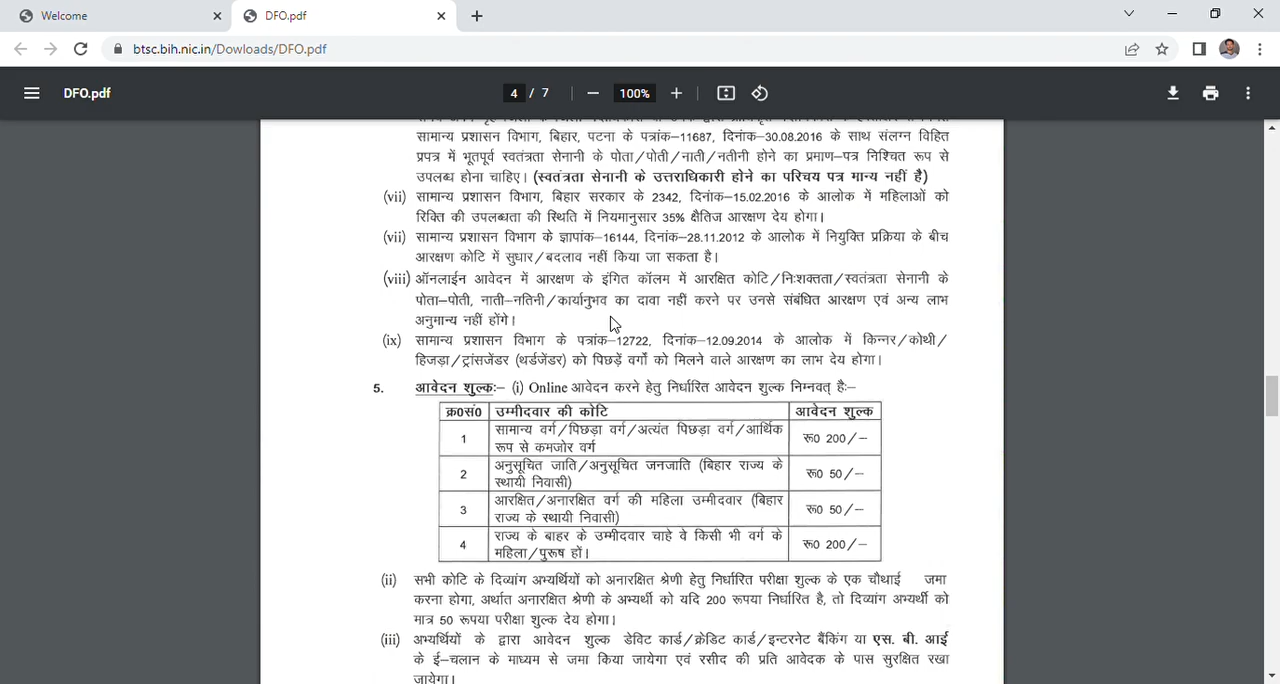 Welcome
DFO.pdf
btsc.bih.nic.in/Dowloads/DFO.pdf
DFO.pdf
4 / 7
100%
सामान्य प्रशासन विभाग, बिहार, पटना के पत्रांक–11687, दिनांक–30.08.2016 के साथ संलग्न विहित
प्रपत्र में भूतपूर्व स्वतंत्रता सेनानी के पोता/पोती/नाती/नतीनी होने का प्रमाण–पत्र निश्चित रूप से
उपलब्ध होना चाहिए। (स्वतंत्रता सेनानी के उत्तराधिकारी होने का परिचय पत्र मान्य नहीं है)
(vii) सामान्य प्रशासन विभाग, बिहार सरकार के 2342, दिनांक–15.02.2016 के आलोक में महिलाओं को
रिक्ति की उपलब्धता की स्थिति में नियमानुसार 35% क्षैतिज आरक्षण देय होगा।
(vii) सामान्य प्रशासन विभाग के ज्ञापांक–16144, दिनांक–28.11.2012 के आलोक में नियुक्ति प्रक्रिया के बीच
आरक्षण कोटि में सुधार/बदलाव नहीं किया जा सकता है।
(viii) ऑनलाईन आवेदन में आरक्षण के इंगित कॉलम में आरक्षित कोटि/निःशक्तता/स्वतंत्रता सेनानी के
पोता–पोती, नाती–नतिनी/कार्यानुभव का दावा नहीं करने पर उनसे संबंधित आरक्षण एवं अन्य लाभ
अनुमान्य नहीं होंगे।
(ix) सामान्य प्रशासन विभाग के पत्रांक–12722, दिनांक–12.09.2014 के आलोक में किन्नर/कोथी/
हिजड़ा/ट्रांसजेंडर (थर्डजेंडर) को पिछड़ें वर्गो को मिलने वाले आरक्षण का लाभ देय होगा।
5. आवेदन शुल्कः– (i) Online आवेदन करने हेतु निर्धारित आवेदन शुल्क निम्नवत् हैः–
क्र0सं0 उम्मीदवार की कोटि आवेदन शुल्क
1 सामान्य वर्ग/पिछड़ा वर्ग/अत्यंत पिछड़ा वर्ग/आर्थिक रू0 200/–
रूप से कमजोर वर्ग
2 अनुसूचित जाति/अनुसूचित जनजाति (बिहार राज्य के रू0 50/–
स्थायी निवासी)
3 आरक्षित/अनारक्षित वर्ग की महिला उम्मीदवार (बिहार रू0 50/–
राज्य के स्थायी निवासी)
4 राज्य के बाहर के उम्मीदवार चाहे वे किसी भी वर्ग के रू0 200/–
महिला/पुरूष हों।
(ii) सभी कोटि के दिव्यांग अभ्यर्थियों को अनारक्षित श्रेणी हेतु निर्धारित परीक्षा शुल्क के एक चौथाई जमा
करना होगा, अर्थात अनारक्षित श्रेणी के अभ्यर्थी को यदि 200 रूपया निर्धारित है, तो दिव्यांग अभ्यर्थी को
मात्र 50 रूपया परीक्षा शुल्क देय होगा।
(iii) अभ्यर्थियों के द्वारा आवेदन शुल्क डेविट कार्ड/क्रेडिट कार्ड/इन्टरनेट बैंकिंग या एस. बी. आई
के ई–चलान के माध्यम से जमा किया जायेगा एवं रसीद की प्रति आवेदक के पास सुरक्षित रखा
जायेगा।